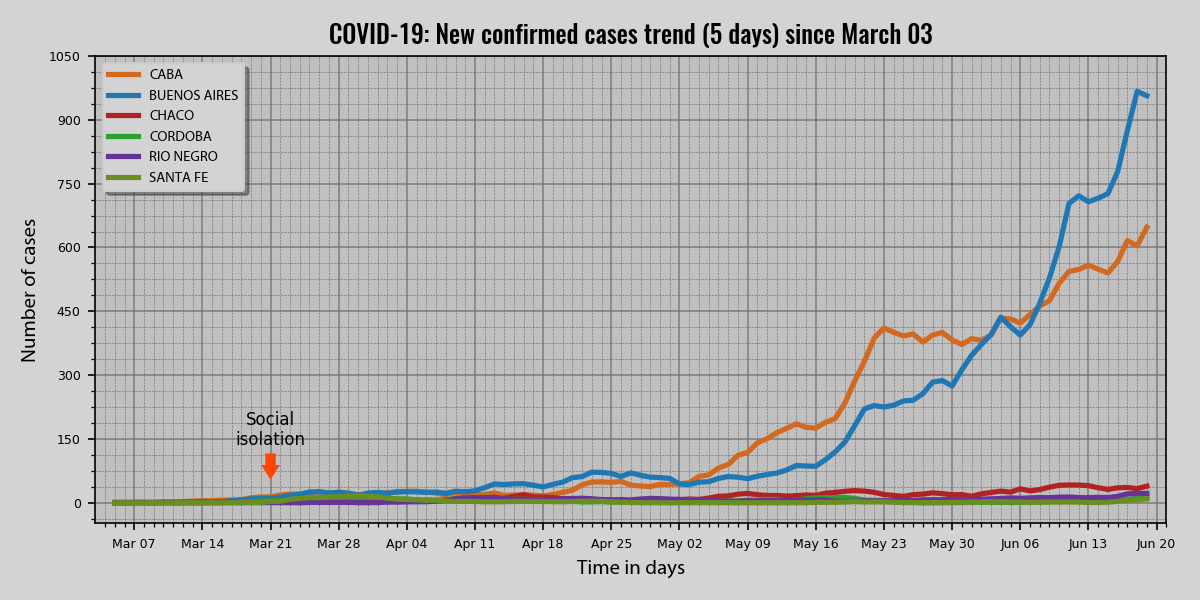 COVID-19: New confirmed cases trend (5 days) since March 03
1050
900
750
600
450
300
150
0
Number of cases
CABA
BUENOS AIRES
CHACO
CORDOBA
RIO NEGRO
SANTA FE
Social
isolation
Mar 07 Mar 14 Mar 21 Mar 28 Apr 04 Apr 11 Apr 18 Apr 25 May 02 May 09 May 16 May 23 May 30 Jun 06 Jun 13 Jun 20
Time in days